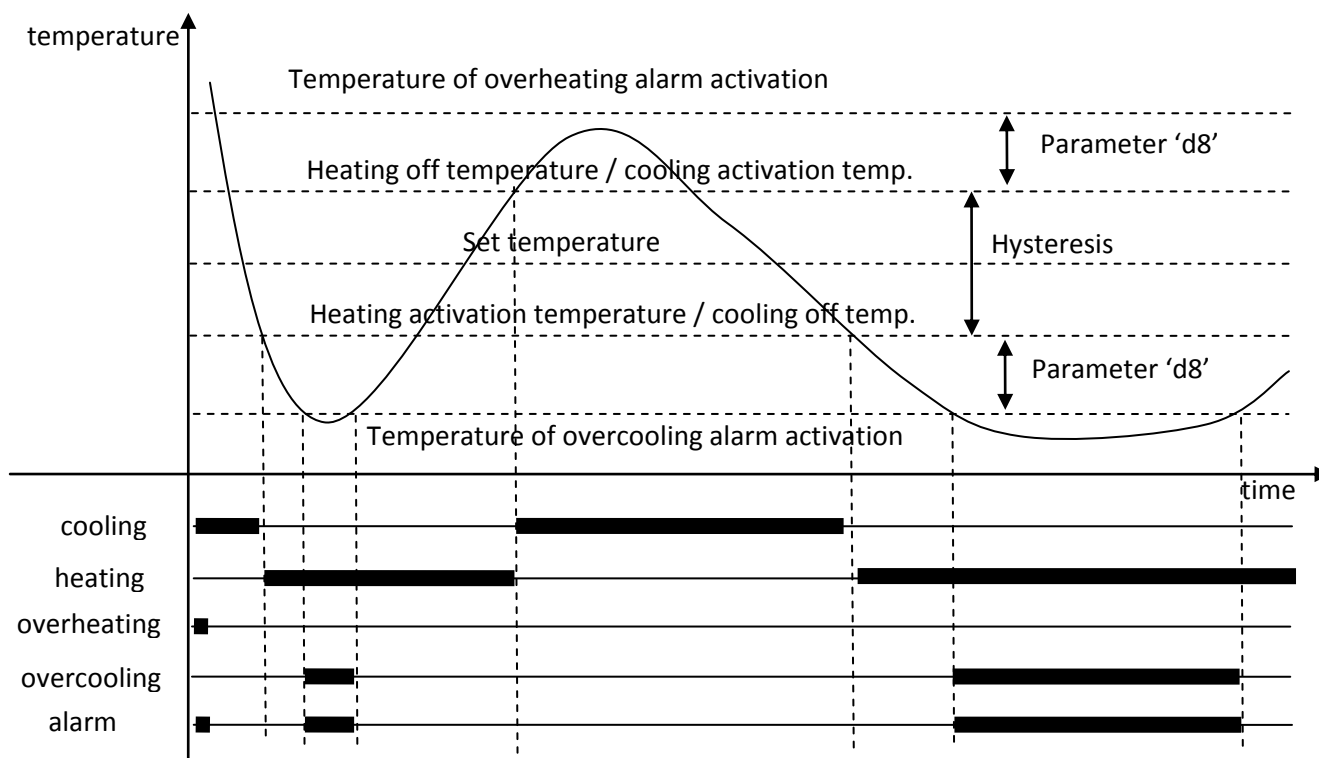 temperature
Temperature of overheating alarm activation
Parameter ‘d8’
Heating off temperature / cooling activation temp.
Set temperature
Hysteresis
Heating activation temperature / cooling off temp.
Parameter ‘d8’
Temperature of overcooling alarm activation
time
cooling
heating
overheating
overcooling
alarm